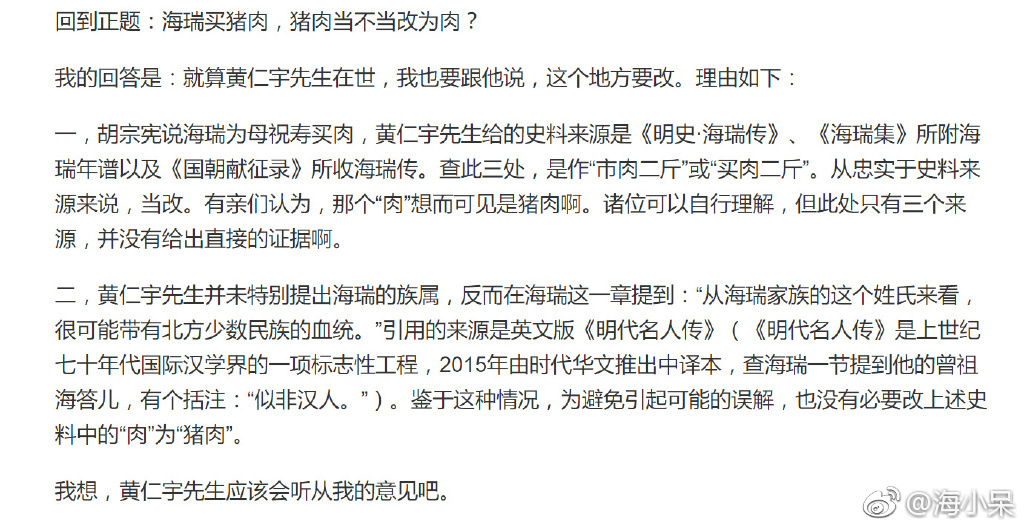 回到正题：海瑞买猪肉，猪肉当不当改为肉？
我的回答是：就算黄仁宇先生在世，我也要跟他说，这个地方要改。理由如下：
一，胡宗宪说海瑞为母祝寿买肉，黄仁宇先生给的史料来源是《明史·海瑞传》、《海瑞集》所附海
瑞年谱以及《国朝献征录》所收海瑞传。查此三处，是作“市肉二斤”或“买肉二斤”。从忠实于史料来
源来说，当改。有亲们认为，那个“肉”想而可见是猪肉啊。诸位可以自行理解，但此处只有三个来
源，并没有给出直接的证据啊。
二，黄仁宇先生并未特别提出海瑞的族属，反而在海瑞这一章提到：“从海瑞家族的这个姓氏来看，
很可能带有北方少数民族的血统。”引用的来源是英文版《明代名人传》（《明代名人传》是上世纪
七十年代国际汉学界的一项标志性工程，2015年由时代华文推出中译本，查海瑞一节提到他的曾祖
海答儿，有个括注：“似非汉人。”）。鉴于这种情况，为避免引起可能的误解，也没有必要改上述史
料中的“肉”为“猪肉”。
我想，黄仁宇先生应该会听从我的意见吧。
@海小呆